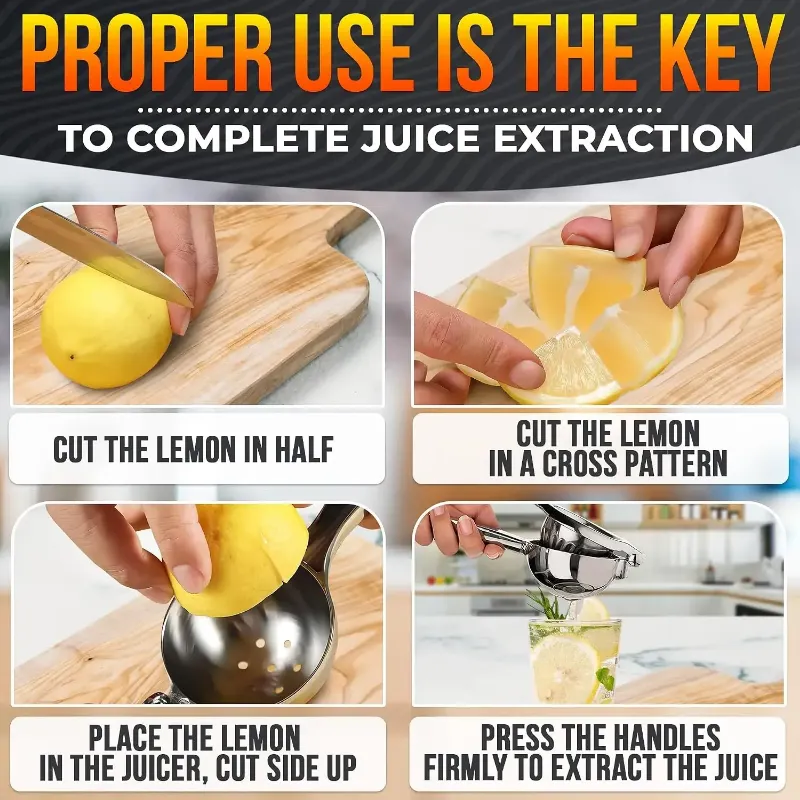 PROPER USE IS THE KEY
TO COMPLETE JUICE EXTRACTION
CUT THE LEMON IN HALF
CUT THE LEMON
IN A CROSS PATTERN
PLACE THE LEMON
IN THE JUICER, CUT SIDE UP
PRESS THE HANDLES
FIRMLY TO EXTRACT THE JUICE